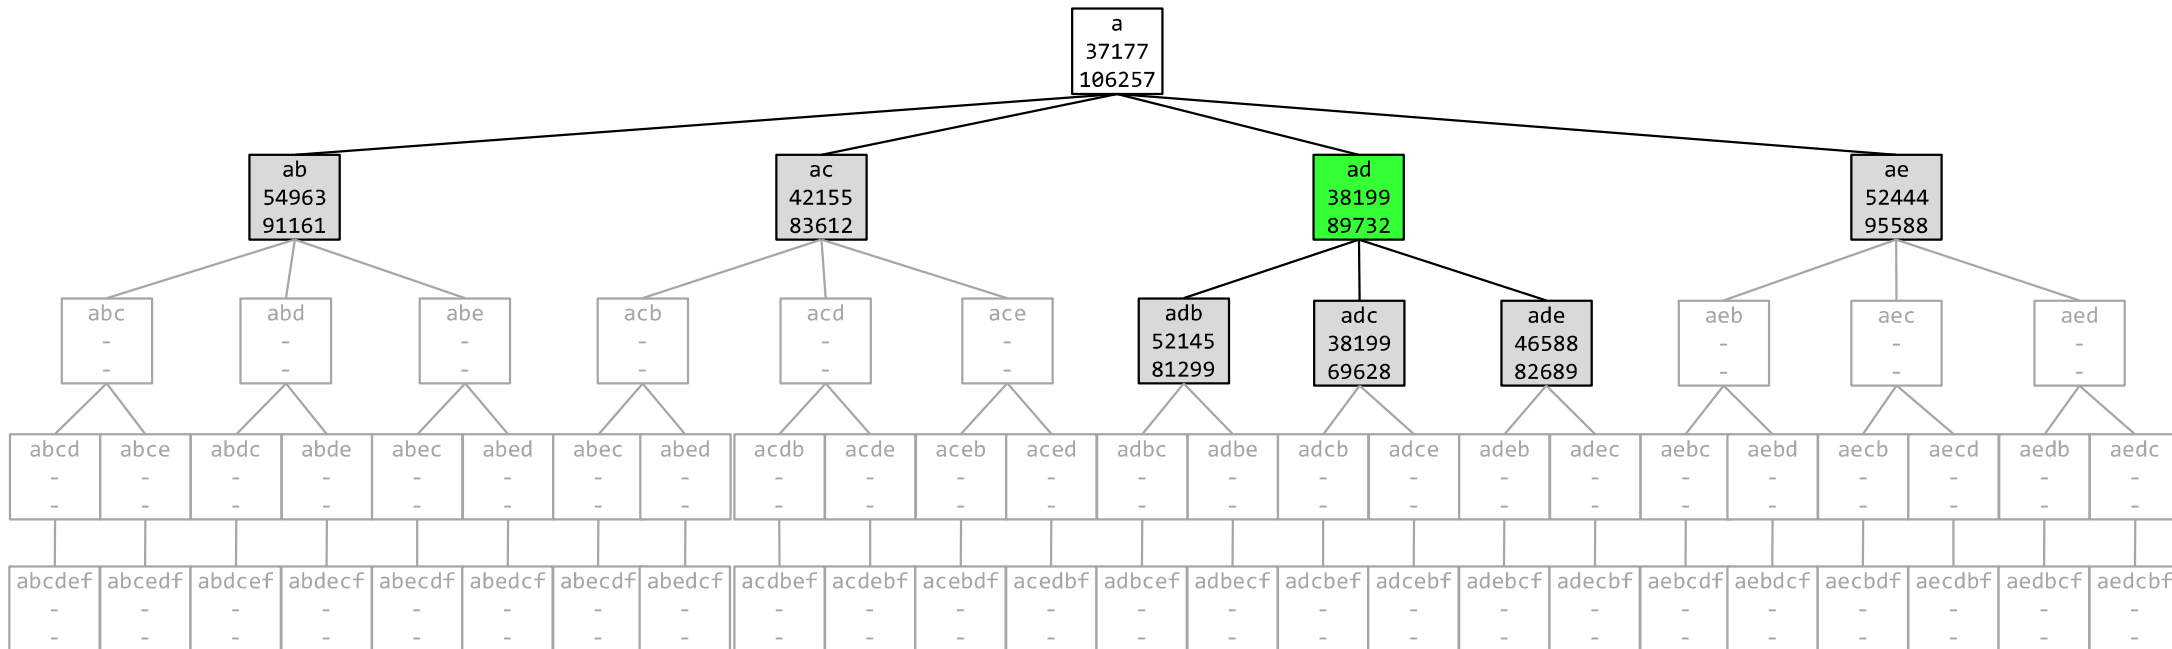 a
37177
106257
ab
54963
91161
ac
42155
83612
ad
38199
89732
ae
52444
95588
abc
-
-
abd
-
-
abe
-
-
acb
-
-
acd
-
-
ace
-
-
adb
52145
81299
adc
38199
69628
ade
46588
82689
aeb
-
-
aec
-
-
aed
-
-
abcd
-
-
abce
-
-
abdc
-
-
abde
-
-
abec
-
-
abed
-
-
abec
-
-
abed
-
-
acdb
-
-
acde
-
-
aceb
-
-
aced
-
-
adbc
-
-
adbe
-
-
adcb
-
-
adce
-
-
adeb
-
-
adec
-
-
aebc
-
-
aebd
-
-
aecb
-
-
aecd
-
-
aedb
-
-
aedc
-
-
abcdef
-
-
abcedf
-
-
abdcef
-
-
abdecf
-
-
abecdf
-
-
abedcf
-
-
abecdf
-
-
abedcf
-
-
acdbef
-
-
acdebf
-
-
acebdf
-
-
acedbf
-
-
adbcef
-
-
adbecf
-
-
adcbef
-
-
adcebf
-
-
adebcf
-
-
adecbf
-
-
aebcdf
-
-
aebdcf
-
-
aecbdf
-
-
aecdbf
-
-
aedbcf
-
-
aedcbf
-
-